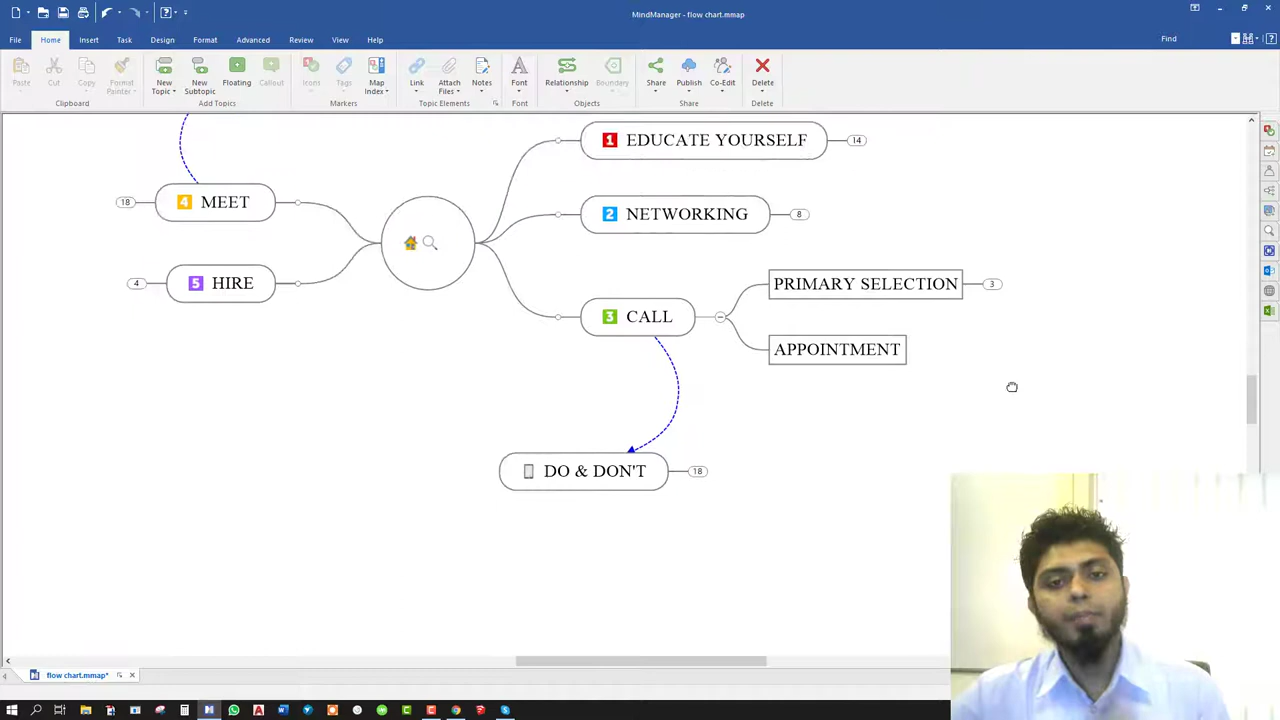 MindManager - flow chart.mmap
File Home Insert Task Design Format Advanced Review View Help Find
Paste Cut Copy Format Painter New Topic New Subtopic Floating Callout Icons Tags Map Index Link Attach Files Notes Font Relationship Boundary Share Publish Co-Edit Delete
Clipboard Add Topics Markers Topic Elements Font Objects Share Delete
1 EDUCATE YOURSELF 14
18 4 MEET
2 NETWORKING 8
4 5 HIRE
PRIMARY SELECTION 3
3 CALL
APPOINTMENT
DO & DON'T 18
flow chart.mmap*